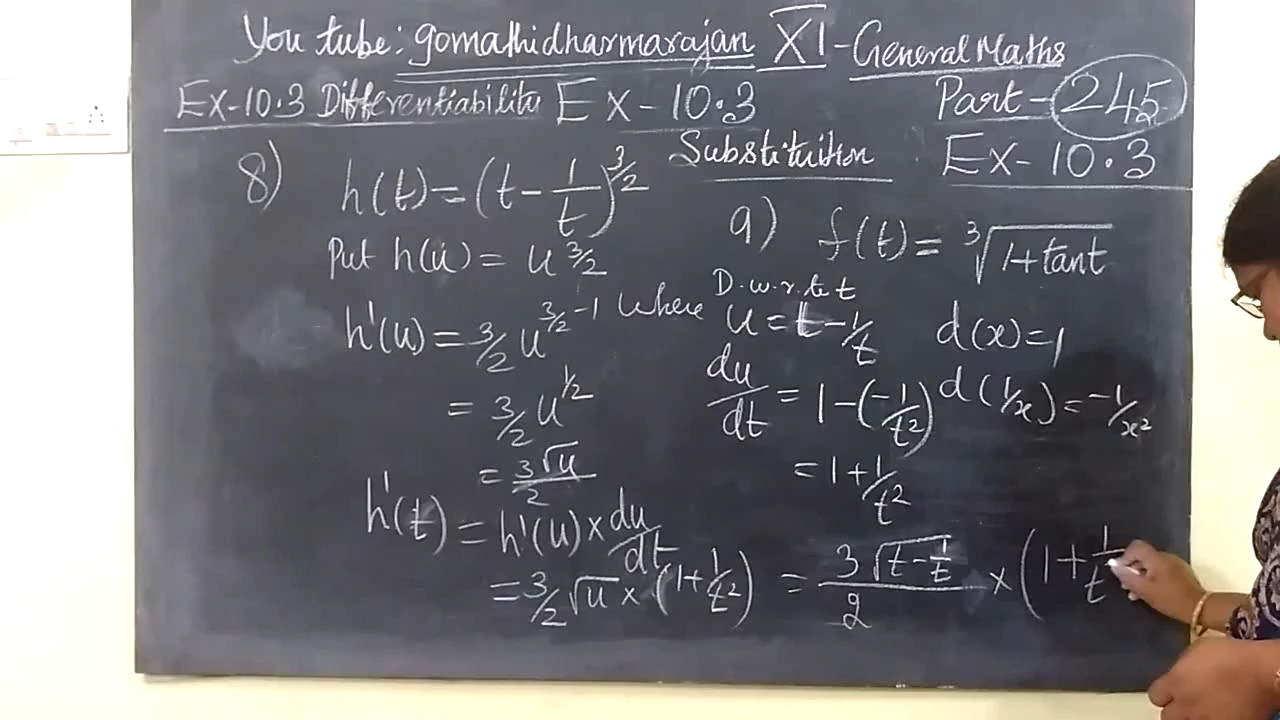 You tube: gomathidharmarajan XI - General Maths
Ex-10.3 Differentiability Ex-10.3 Part-245
Substituition Ex-10.3
8) h(t) = (t - 1/t)^3/2
Put h(u) = u^3/2
h'(u) = 3/2 u^3/2-1 where
= 3/2 u^1/2
= 3√u/2
h'(t) = h'(u) × du/dt
= 3/2 √u × (1+1/t²) = 3√t-1/t / 2 × (1+1/t
9) f(t) = ³√1+tant
D.w.r.to t
u = t - 1/t d(x) = 1
du/dt = 1-(-1/t²) d(1/x) = -1/x²
= 1+1/t²